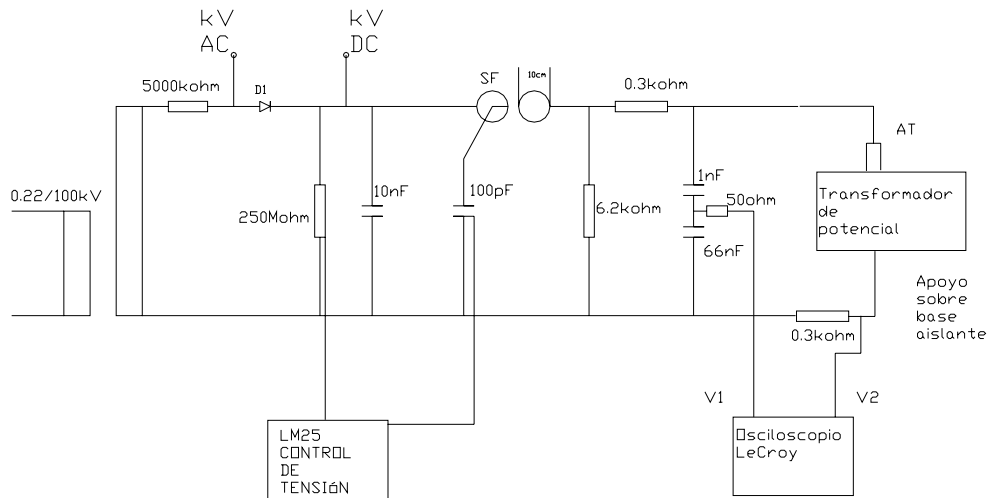 kV
AC
kV
DC
5000kohm
D1
SF
10cm
0.3kohm
AT
0.22/100kV
250Mohm
10nF
100pF
6.2kohm
1nF
50ohm
66nF
Transformador
de
potencial
Apoyo
sobre
base
aislante
0.3kohm
V1
V2
LM25
CONTROL
DE
TENSIóN
Osciloscopio
LeCroy